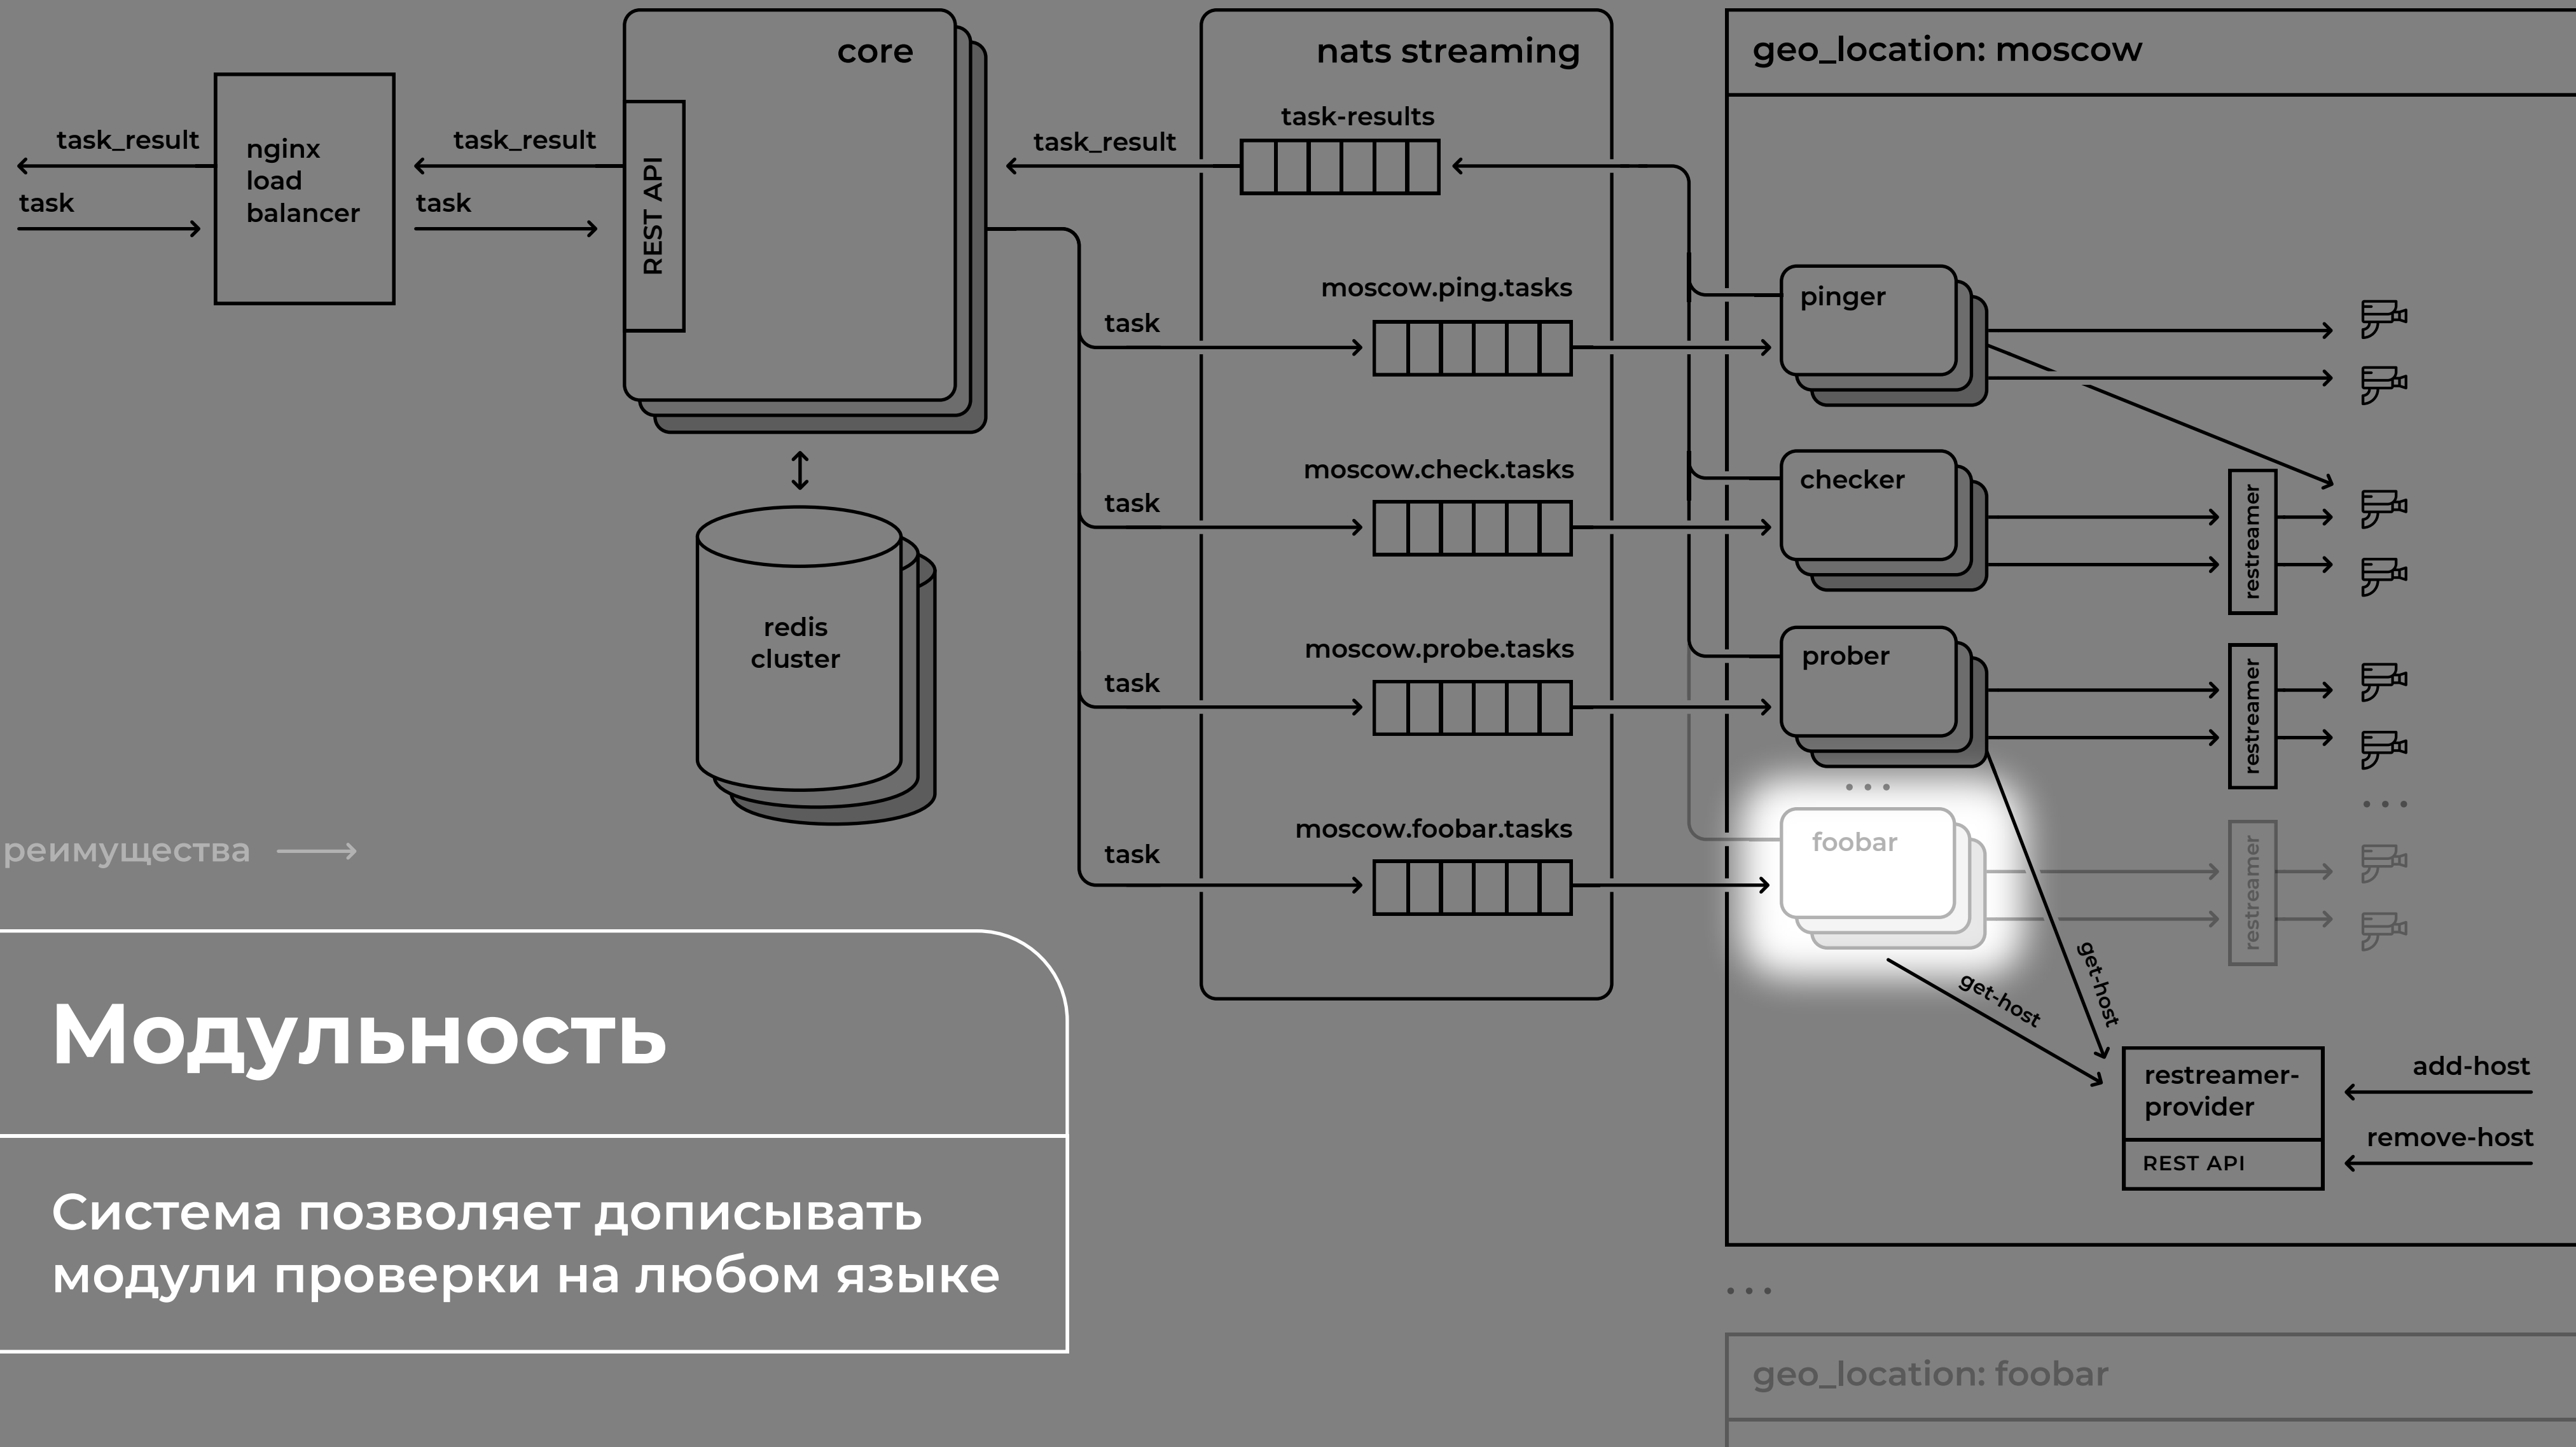 core
nats streaming
geo_location: moscow
task_result
task
nginx
load
balancer
task_result
task
REST API
task_result
task-results
moscow.ping.tasks
task
pinger
moscow.check.tasks
task
checker
restreamer
redis
cluster
moscow.probe.tasks
task
prober
restreamer
...
...
moscow.foobar.tasks
task
foobar
restreamer
get-host
get-host
restreamer-
provider
REST API
add-host
remove-host
реимущества
Модульность
Система позволяет дописывать
модули проверки на любом языке
...
geo_location: foobar